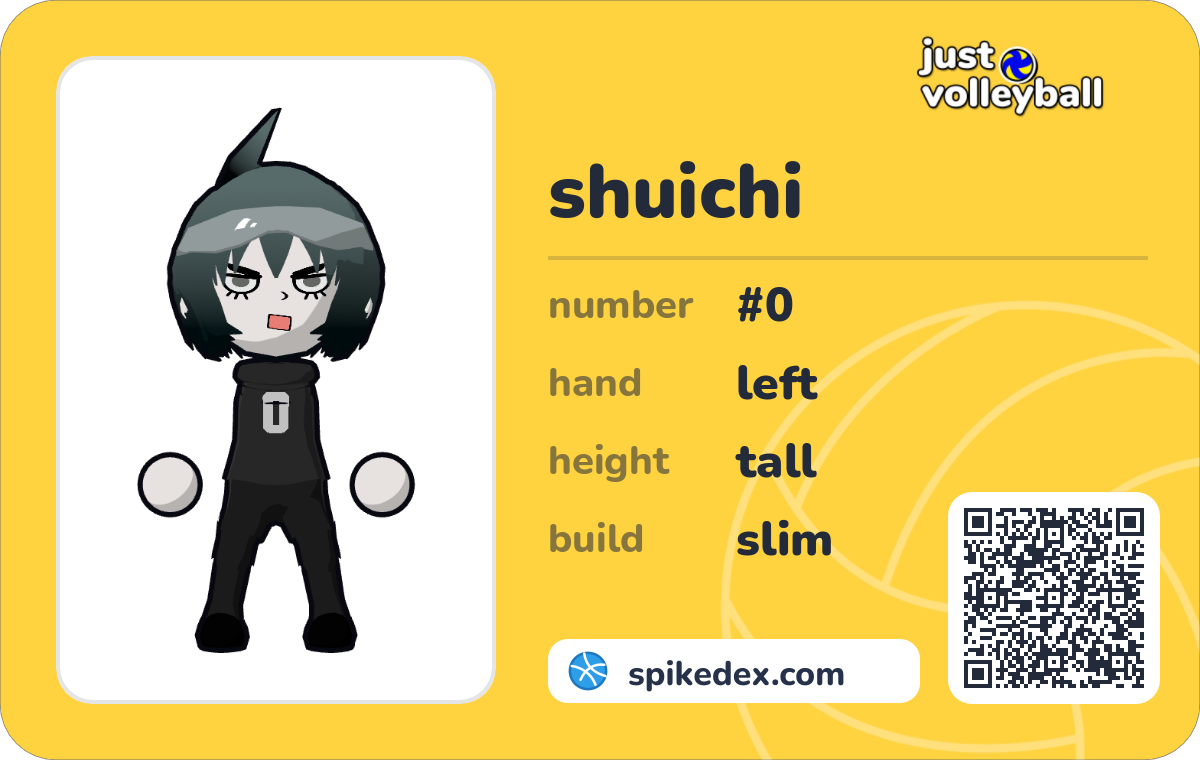 just
volleyball
shuichi
number #0
hand left
height tall
build slim
spikedex.com